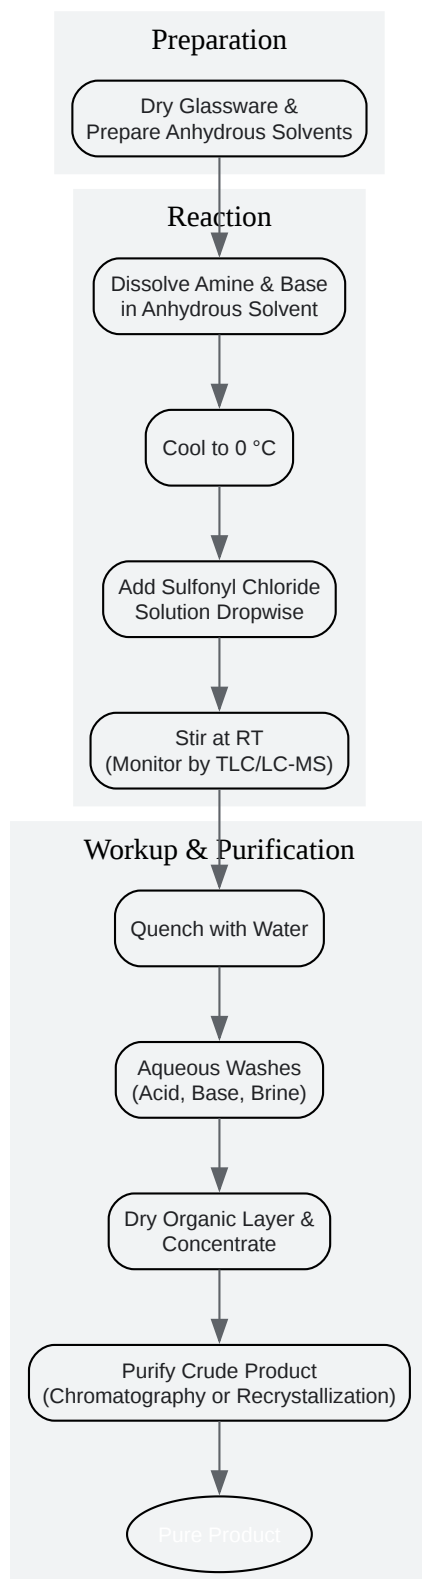 Preparation
Dry Glassware &
Prepare Anhydrous Solvents
Reaction
Dissolve Amine & Base
in Anhydrous Solvent
Cool to 0 °C
Add Sulfonyl Chloride
Solution Dropwise
Stir at RT
(Monitor by TLC/LC-MS)
Workup & Purification
Quench with Water
Aqueous Washes
(Acid, Base, Brine)
Dry Organic Layer &
Concentrate
Purify Crude Product
(Chromatography or Recrystallization)
Pure Product